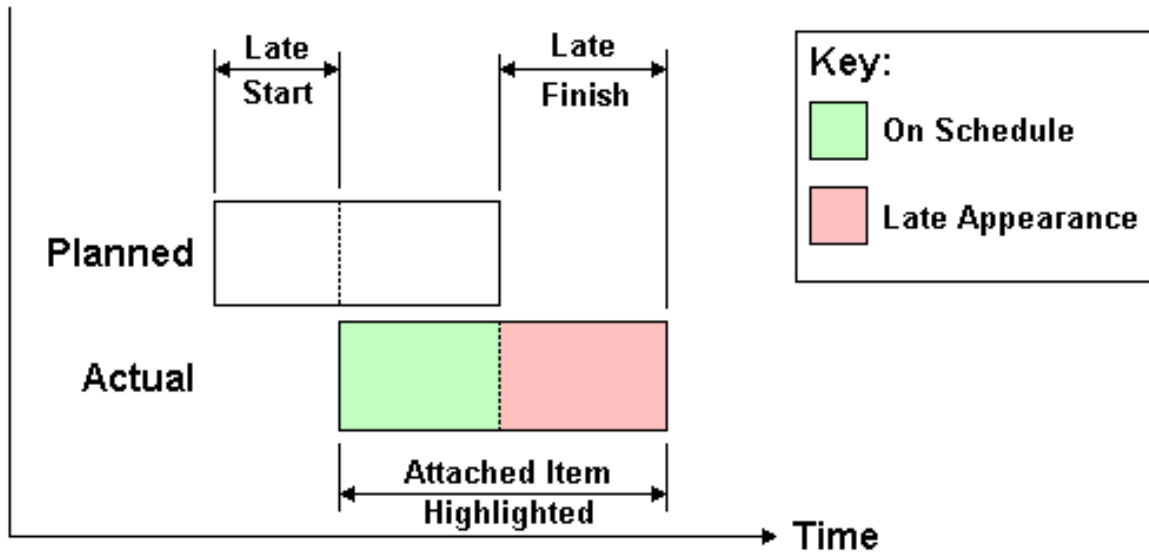 Late
Start
Late
Finish
Key:
On Schedule
Late Appearance
Planned
Actual
Attached Item
Highlighted
Time